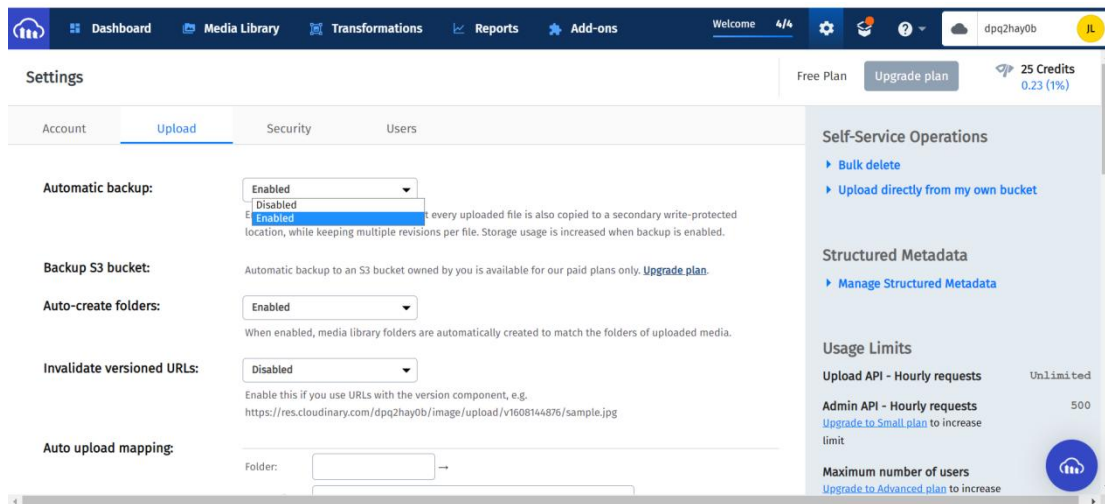 Dashboard Media Library Transformations Reports Add-ons Welcome 4/4 dpq2hay0b JL
Settings Free Plan Upgrade plan 25 Credits
0.23 (1%)
Account Upload Security Users
Automatic backup: Enabled
Disabled
Enabled
every uploaded file is also copied to a secondary write-protected
location, while keeping multiple revisions per file. Storage usage is increased when backup is enabled.
Backup S3 bucket: Automatic backup to an S3 bucket owned by you is available for our paid plans only. Upgrade plan.
Auto-create folders: Enabled
When enabled, media library folders are automatically created to match the folders of uploaded media.
Invalidate versioned URLs: Disabled
Enable this if you use URLs with the version component, e.g.
https://res.cloudinary.com/dpq2hay0b/image/upload/v1608144876/sample.jpg
Auto upload mapping:
Folder: →
Self-Service Operations
Bulk delete
Upload directly from my own bucket
Structured Metadata
Manage Structured Metadata
Usage Limits
Upload API - Hourly requests Unlimited
Admin API - Hourly requests 500
Upgrade to Small plan to increase
limit
Maximum number of users
Upgrade to Advanced plan to increase